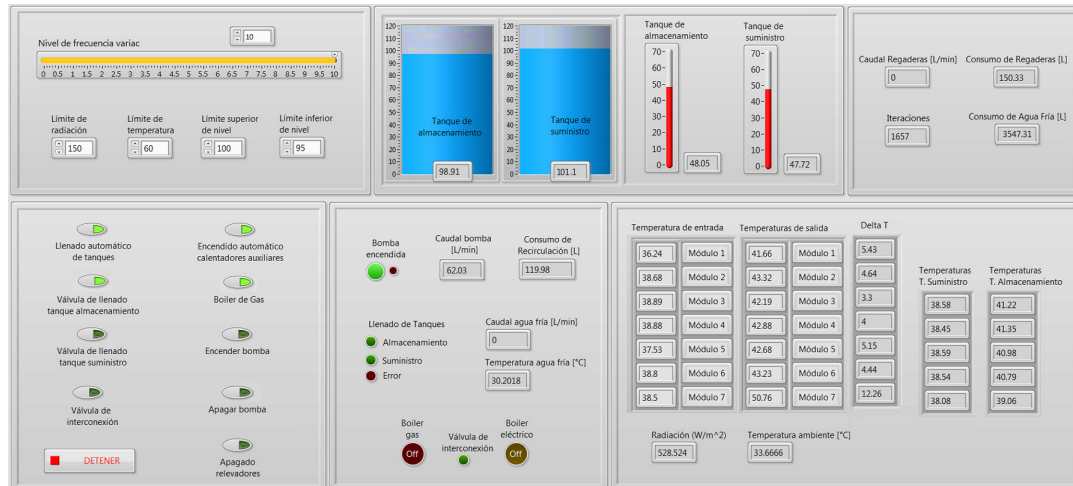 Nivel de frecuencia variac
10
0 0.5 1 1.5 2 2.5 3 3.5 4 4.5 5 5.5 6 6.5 7 7.5 8 8.5 9 9.5 10
Límite de radiación
150
Límite de temperatura
60
Límite superior de nivel
100
Límite inferior de nivel
95
120
110
100
90
80
70
60
50
40
30
20
10
0
Tanque de almacenamiento
98.91
120
110
100
90
80
70
60
50
40
30
20
10
0
Tanque de suministro
101.1
Tanque de almacenamiento
70
60
50
40
30
20
10
0
48.05
Tanque de suministro
70
60
50
40
30
20
10
0
47.72
Caudal Regaderas [L/min]
0
Consumo de Regaderas [L]
150.33
Iteraciones
1657
Consumo de Agua Fría [L]
3547.31
Llenado automático de tanques
Encendido automático calentadores auxiliares
Válvula de llenado tanque almacenamiento
Boiler de Gas
Válvula de llenado tanque suministro
Encender bomba
Válvula de interconexión
Apagar bomba
DETENER
Apagado relevadores
Bomba encendida
Caudal bomba [L/min]
62.03
Consumo de Recirculación [L]
119.98
Llenado de Tanques
Almacenamiento
Suministro
Error
Caudal agua fría [L/min]
0
Temperatura agua fría [°C]
30.2018
Boiler gas
Off
Válvula de interconexión
Boiler eléctrico
Off
Temperatura de entrada Temperaturas de salida Delta T
36.24 Módulo 1 41.66 Módulo 1 5.43
38.68 Módulo 2 43.32 Módulo 2 4.64
38.89 Módulo 3 42.19 Módulo 3 3.3
38.88 Módulo 4 42.88 Módulo 4 4
37.53 Módulo 5 42.68 Módulo 5 5.15
38.8 Módulo 6 43.23 Módulo 6 4.44
38.5 Módulo 7 50.76 Módulo 7 12.26
Temperaturas T. Suministro
38.58
38.45
38.59
38.54
38.08
Temperaturas T. Almacenamiento
41.22
41.35
40.98
40.79
39.06
Radiación (W/m^2)
528.524
Temperatura ambiente [°C]
33.6666